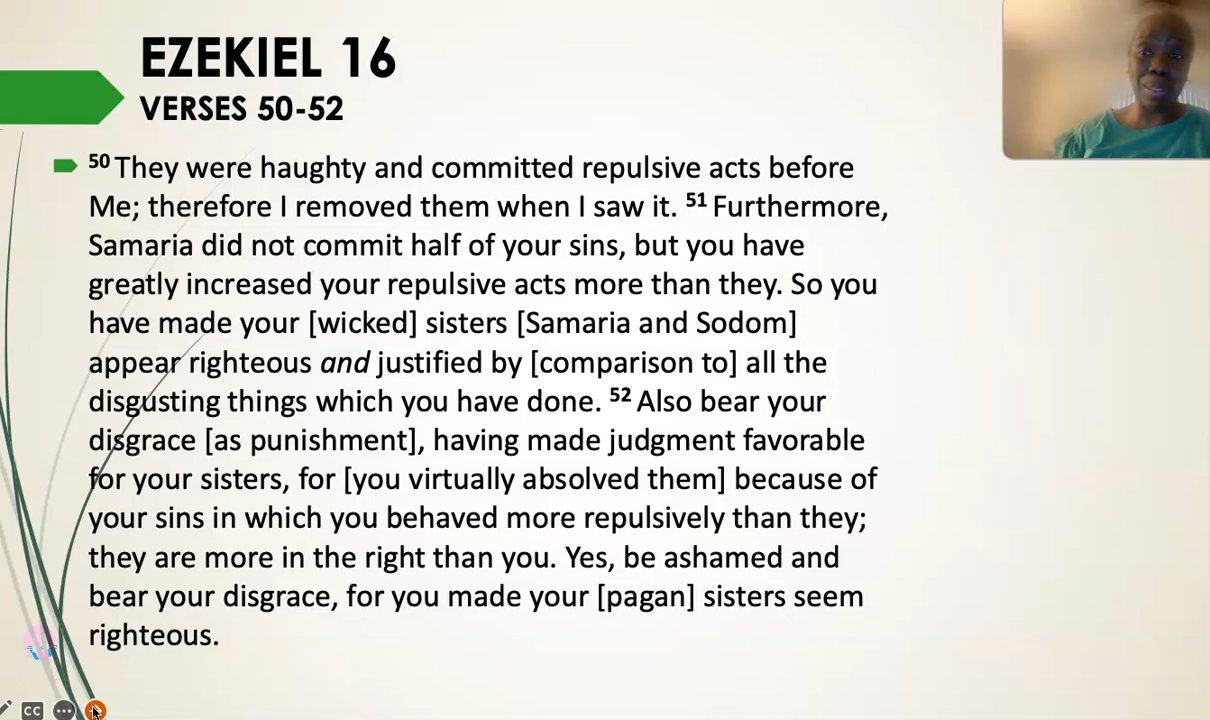 EZEKIEL 16
VERSES 50-52
50 They were haughty and committed repulsive acts before
Me; therefore I removed them when I saw it. 51 Furthermore,
Samaria did not commit half of your sins, but you have
greatly increased your repulsive acts more than they. So you
have made your [wicked] sisters [Samaria and Sodom]
appear righteous and justified by [comparison to] all the
disgusting things which you have done. 52 Also bear your
disgrace [as punishment], having made judgment favorable
for your sisters, for [you virtually absolved them] because of
your sins in which you behaved more repulsively than they;
they are more in the right than you. Yes, be ashamed and
bear your disgrace, for you made your [pagan] sisters seem
righteous.
CC